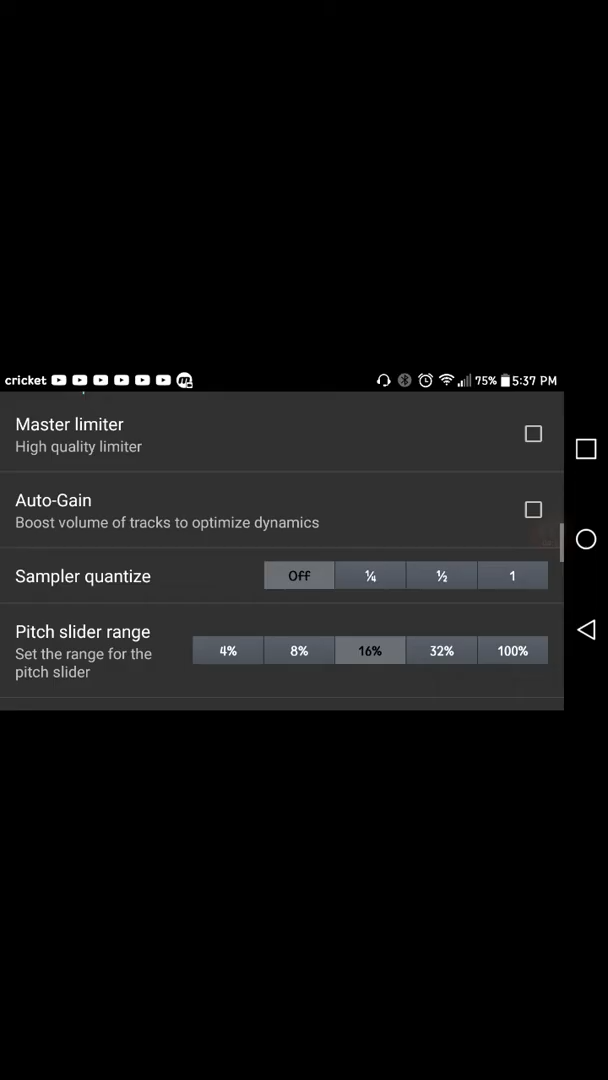 cricket 75% 5:37 PM
Master limiter
High quality limiter
Auto-Gain
Boost volume of tracks to optimize dynamics
Sampler quantize Off ¼ ½ 1
Pitch slider range
Set the range for the
pitch slider
4% 8% 16% 32% 100%